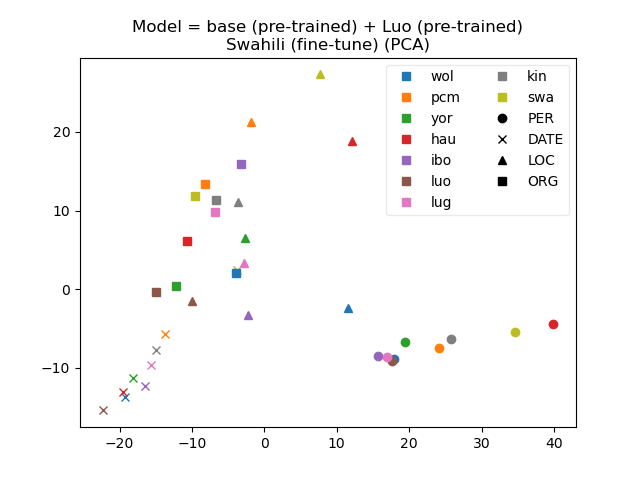 Model = base (pre-trained) + Luo (pre-trained)
Swahili (fine-tune) (PCA)
wol
pcm
yor
hau
ibo
luo
lug
kin
swa
PER
DATE
LOC
ORG
20
10
0
−10
−20
−10
0
10
20
30
40